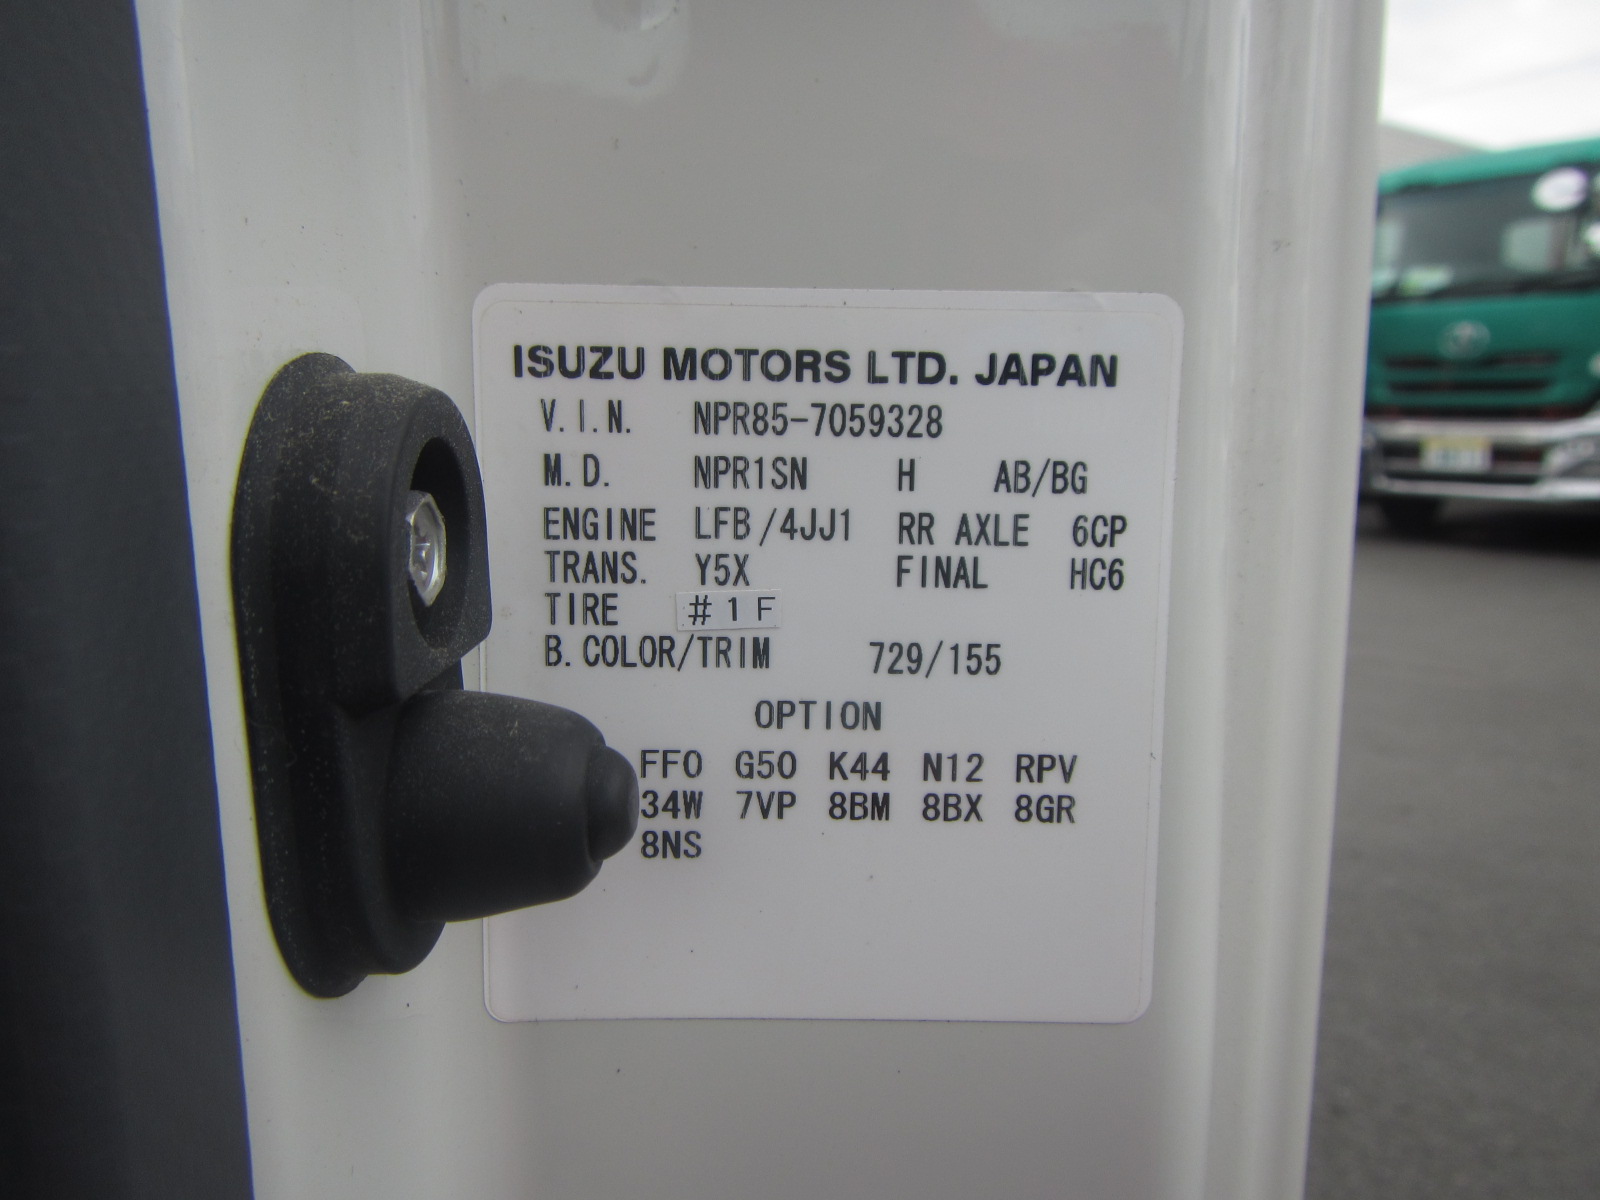 ISUZU MOTORS LTD. JAPAN
V.I.N. NPR85-7059328
M.D. NPR1SN H AB/BG
ENGINE LFB/4JJ1 RR AXLE 6CP
TRANS. Y5X FINAL HC6
TIRE #1F
B.COLOR/TRIM 729/155
OPTION
FF0 G50 K44 N12 RPV
34W 7VP 8BM 8BX 8GR
8NS